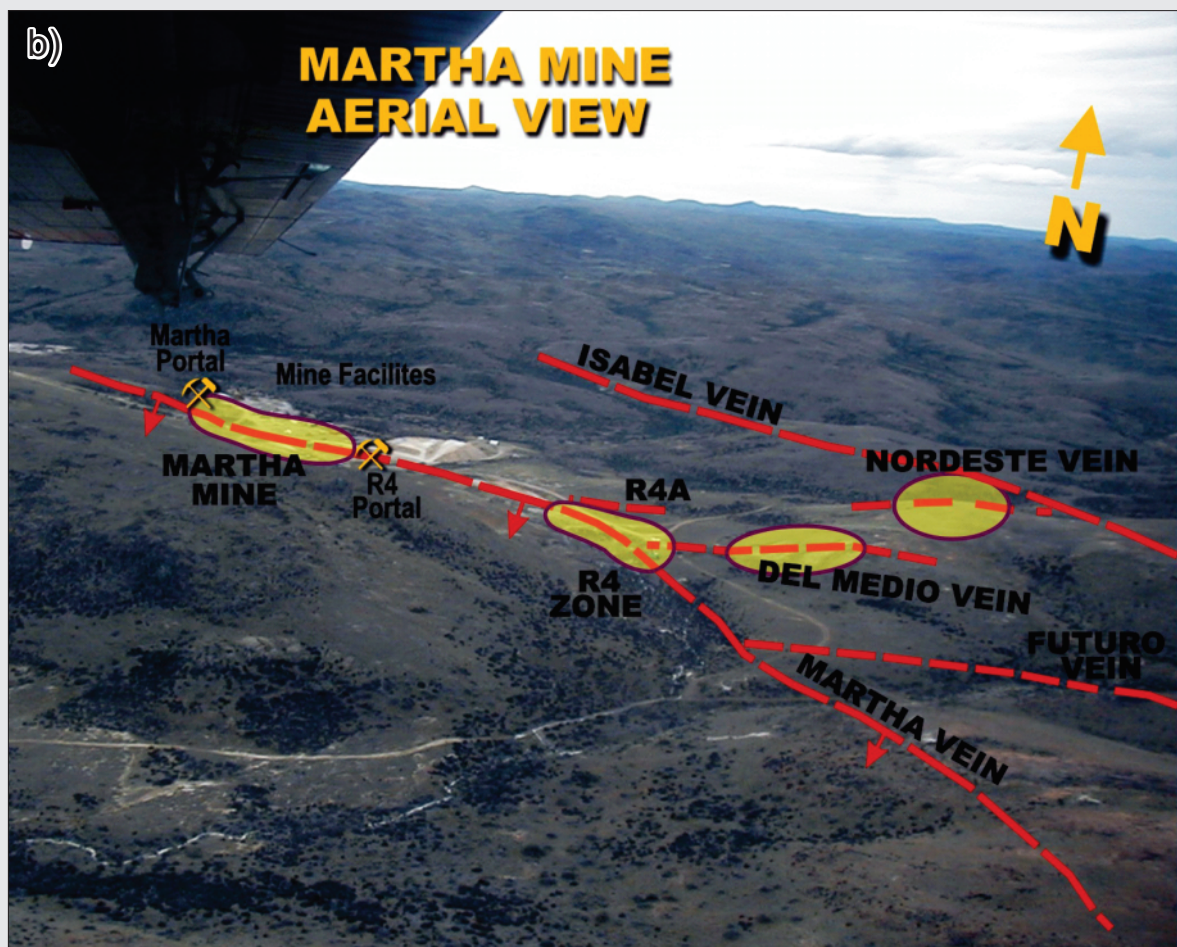 b)
MARTHA MINE
AERIAL VIEW
N
Martha
Portal
Mine Facilites
ISABEL VEIN
NORDESTE VEIN
MARTHA
MINE
R4
Portal
R4A
R4
ZONE
DEL MEDIO VEIN
FUTURO
VEIN
MARTHA VEIN